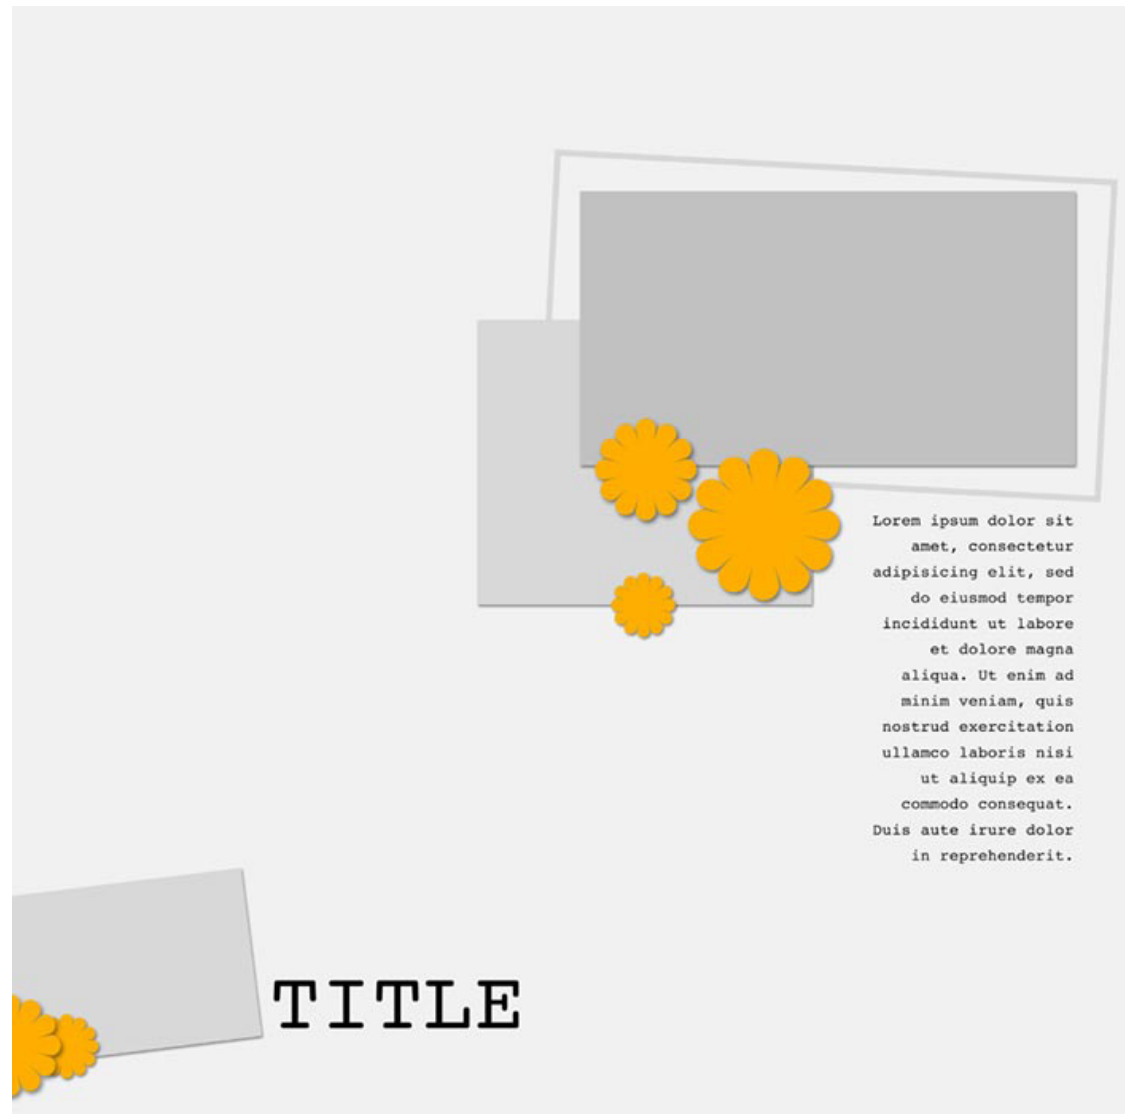 Lorem ipsum dolor sit
amet, consectetur
adipisicing elit, sed
do eiusmod tempor
incididunt ut labore
et dolore magna
aliqua. Ut enim ad
minim veniam, quis
nostrud exercitation
ullamco laboris nisi
ut aliquip ex ea
commodo consequat.
Duis aute irure dolor
in reprehenderit.
TITLE